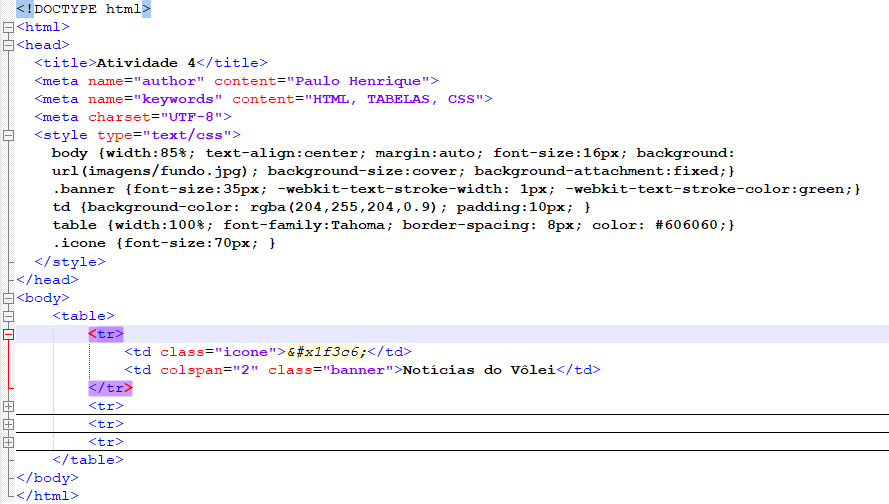 <!DOCTYPE html>
<html>
<head>
<title>Atividade 4</title>
<meta name="author" content="Paulo Henrique">
<meta name="keywords" content="HTML, TABELAS, CSS">
<meta charset="UTF-8">
<style type="text/css">
body {width:85%; text-align:center; margin:auto; font-size:16px; background:
url(imagens/fundo.jpg); background-size:cover; background-attachment:fixed;}
.banner {font-size:35px; -webkit-text-stroke-width: 1px; -webkit-text-stroke-color:green;}
td {background-color: rgba(204,255,204,0.9); padding:10px; }
table {width:100%; font-family:Tahoma; border-spacing: 8px; color: #606060;}
.icone {font-size:70px; }
</style>
</head>
<body>
<table>
<tr>
<td class="icone">&#x1f3c6;</td>
<td colspan="2" class="banner">Notícias do Vôlei</td>
</tr>
<tr>
<tr>
<tr>
</table>
</body>
</html>